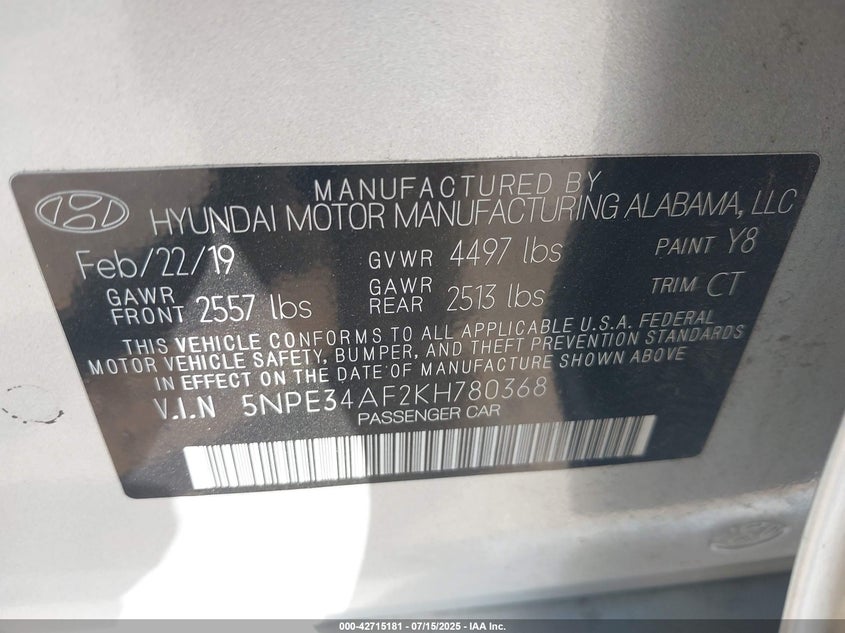 MANUFACTURED BY
HYUNDAI MOTOR MANUFACTURING ALABAMA, LLC
Feb/22/19 GVWR 4497 lbs PAINT Y8
GAWR FRONT 2557 lbs GAWR REAR 2513 lbs TRIM CT
THIS VEHICLE CONFORMS TO ALL APPLICABLE U.S.A. FEDERAL
MOTOR VEHICLE SAFETY, BUMPER, AND THEFT PREVENTION STANDARDS
IN EFFECT ON THE DATE OF MANUFACTURE SHOWN ABOVE
V.I.N 5NPE34AF2KH780368
PASSENGER CAR
000-42715181 - 07/15/2025 - IAA Inc.